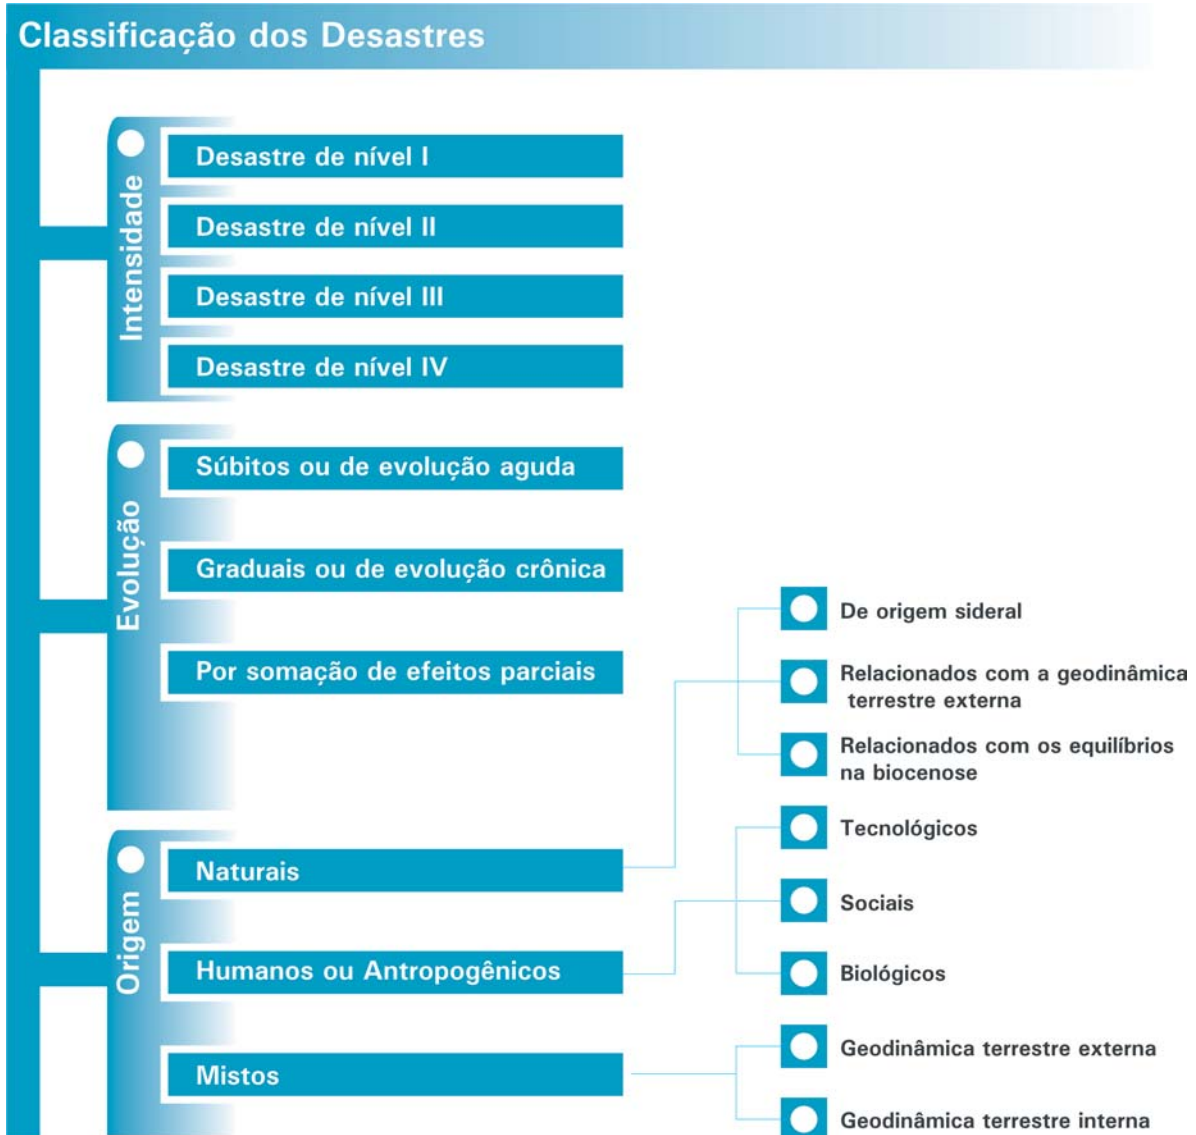 Classificação dos Desastres
Intensidade
Desastre de nível I
Desastre de nível II
Desastre de nível III
Desastre de nível IV
Evolução
Súbitos ou de evolução aguda
Graduais ou de evolução crônica
Por somação de efeitos parciais
Origem
Naturais
De origem sideral
Relacionados com a geodinâmica
terrestre externa
Relacionados com os equilíbrios
na biocenose
Humanos ou Antropogênicos
Tecnológicos
Sociais
Biológicos
Mistos
Geodinâmica terrestre externa
Geodinâmica terrestre interna